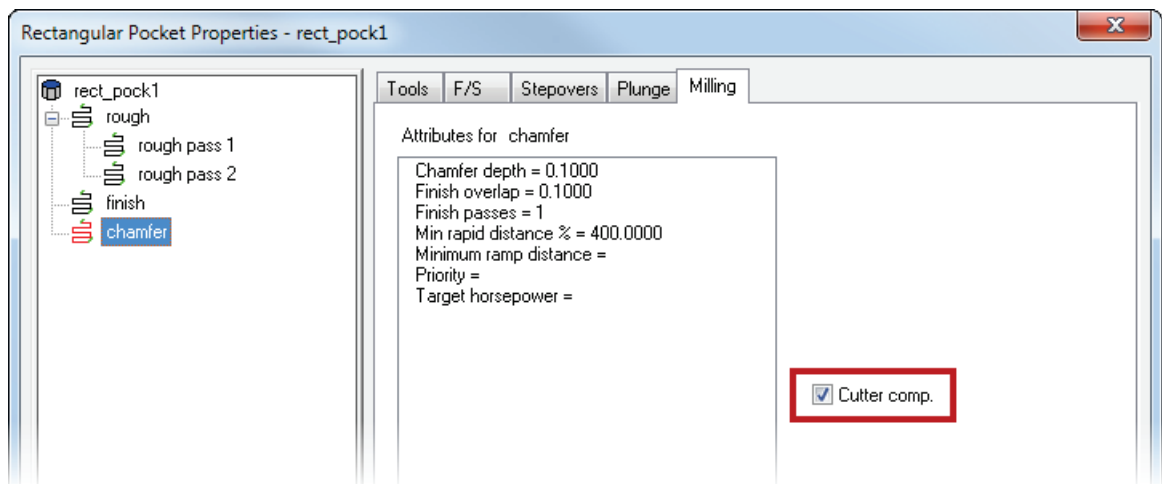 Rectangular Pocket Properties - rect_pock1
rect_pock1
rough
rough pass 1
rough pass 2
finish
chamfer
Tools F/S Stepovers Plunge Milling
Attributes for chamfer
Chamfer depth = 0.1000
Finish overlap = 0.1000
Finish passes = 1
Min rapid distance % = 400.0000
Minimum ramp distance =
Priority =
Target horsepower =
Cutter comp.